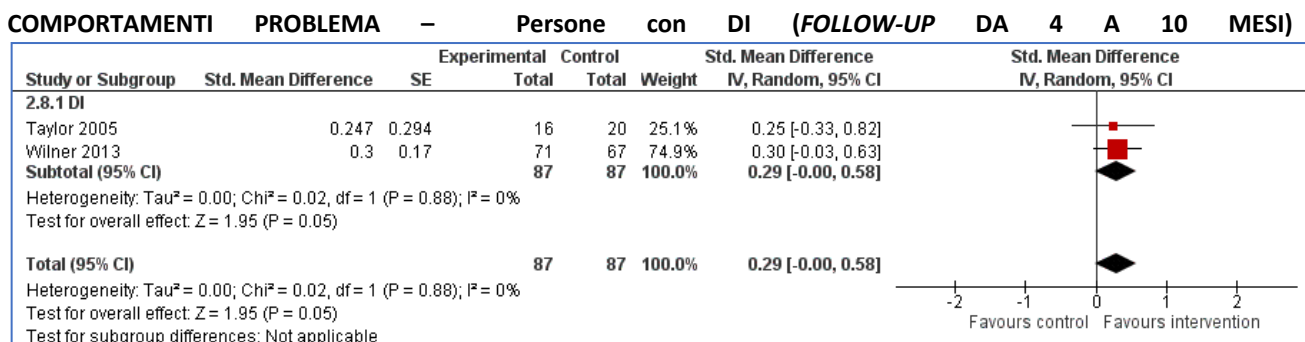 COMPORTAMENTI PROBLEMA – Persone con DI (FOLLOW-UP DA 4 A 10 MESI)
Experimental Control Std. Mean Difference Std. Mean Difference
Study or Subgroup Std. Mean Difference SE Total Total Weight IV, Random, 95% CI IV, Random, 95% CI
2.8.1 DI
Taylor 2005 0.247 0.294 16 20 25.1% 0.25 [-0.33, 0.82]
Wilner 2013 0.3 0.17 71 67 74.9% 0.30 [-0.03, 0.63]
Subtotal (95% CI) 87 87 100.0% 0.29 [-0.00, 0.58]
Heterogeneity: Tau² = 0.00; Chi² = 0.02, df = 1 (P = 0.88); I² = 0%
Test for overall effect: Z = 1.95 (P = 0.05)
Total (95% CI) 87 87 100.0% 0.29 [-0.00, 0.58]
Heterogeneity: Tau² = 0.00; Chi² = 0.02, df = 1 (P = 0.88); I² = 0%
Test for overall effect: Z = 1.95 (P = 0.05)
Test for subgroup differences: Not applicable
-2 -1 0 1 2
Favours control Favours intervention